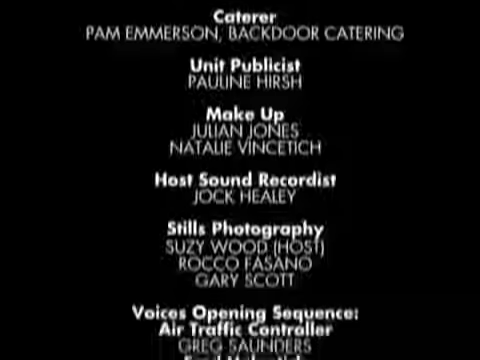 Caterer
PAM EMMERSON, BACKDOOR CATERING
Unit Publicist
PAULINE HIRSH
Make Up
JULIAN JONES
NATALIE VINCETICH
Host Sound Recordist
JOCK HEALEY
Stills Photography
SUZY WOOD (HOST)
ROCCO FASANO
GARY SCOTT
Voices Opening Sequence:
Air Traffic Controller
GREG SAUNDERS